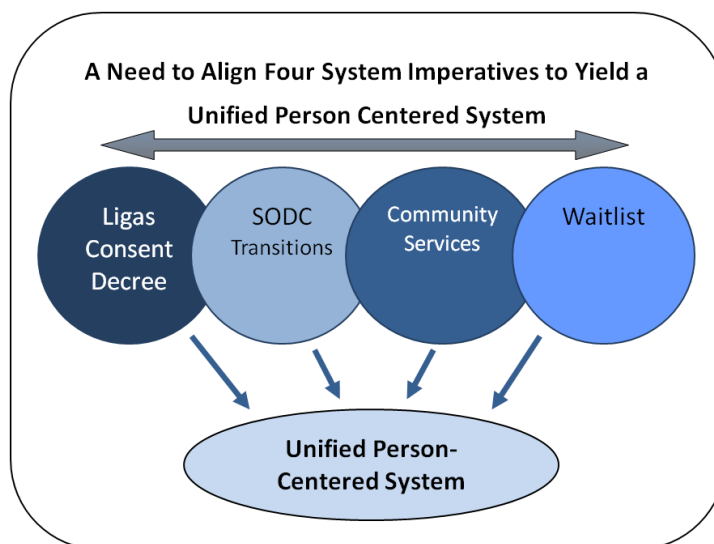 A Need to Align Four System Imperatives to Yield a
Unified Person Centered System
Ligas
Consent
Decree
SODC
Transitions
Community
Services
Waitlist
Unified Person-
Centered System